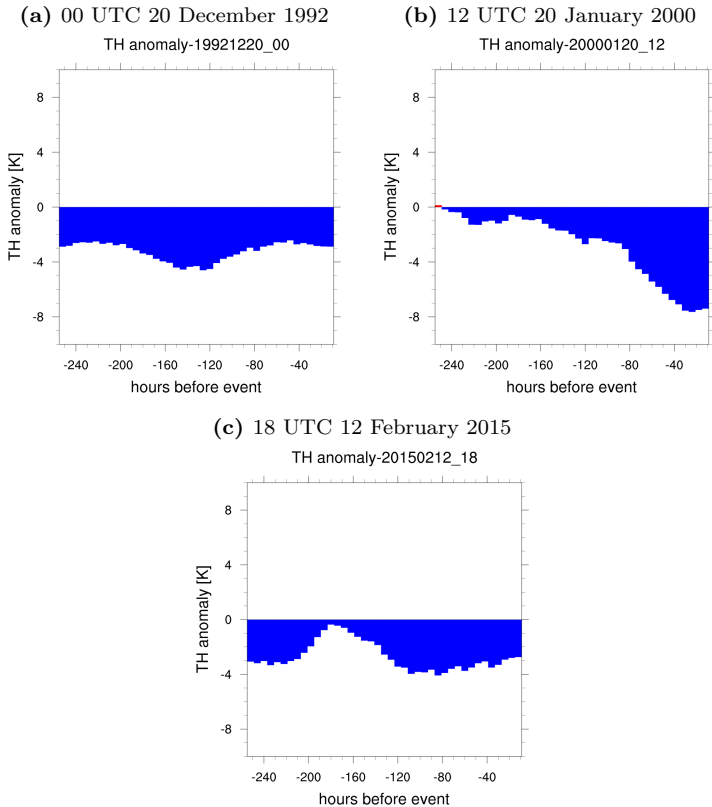 (a) 00 UTC 20 December 1992
TH anomaly-19921220_00
8
4
0
-4
-8
TH anomaly [K]
-240 -200 -160 -120 -80 -40
hours before event
(b) 12 UTC 20 January 2000
TH anomaly-20000120_12
8
4
0
-4
-8
TH anomaly [K]
-240 -200 -160 -120 -80 -40
hours before event
(c) 18 UTC 12 February 2015
TH anomaly-20150212_18
8
4
0
-4
-8
TH anomaly [K]
-240 -200 -160 -120 -80 -40
hours before event